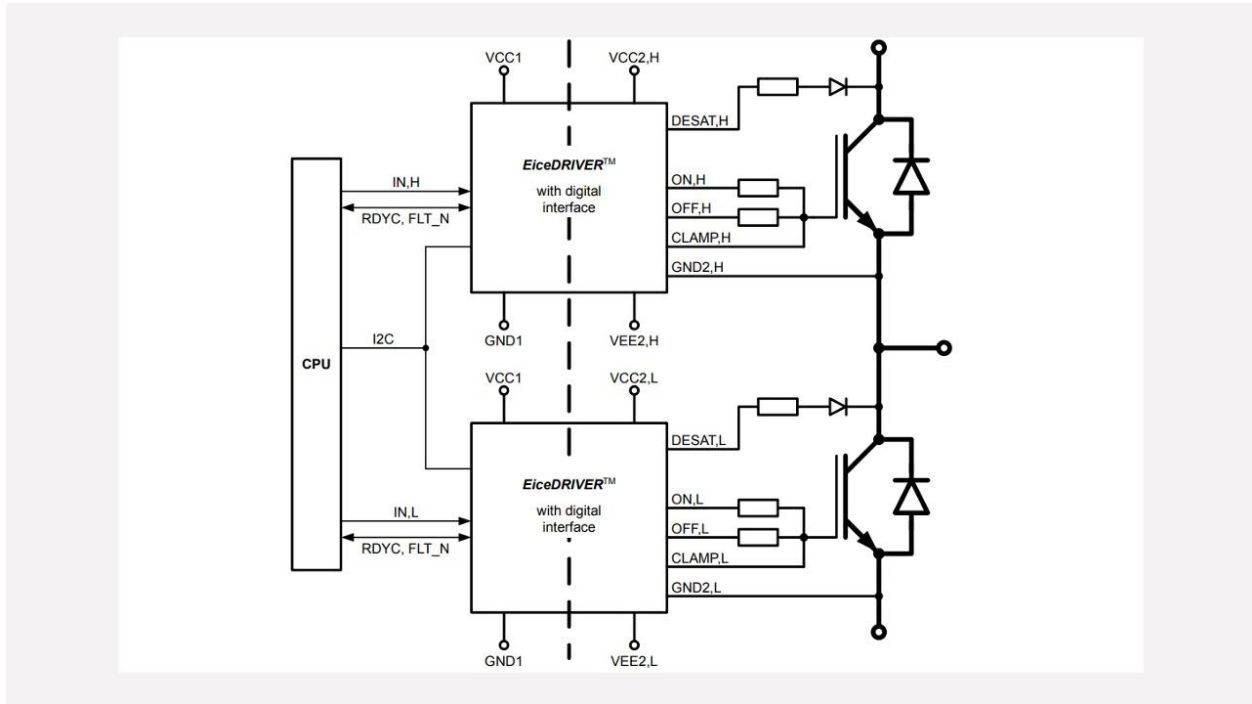 VCC1
VCC2,H
DESAT,H
EiceDRIVER™
with digital
interface
IN,H
RDYC, FLT_N
ON,H
OFF,H
CLAMP,H
GND2,H
GND1
VEE2,H
I2C
CPU
VCC1
VCC2,L
DESAT,L
EiceDRIVER™
with digital
interface
IN,L
RDYC, FLT_N
ON,L
OFF,L
CLAMP,L
GND2,L
GND1
VEE2,L